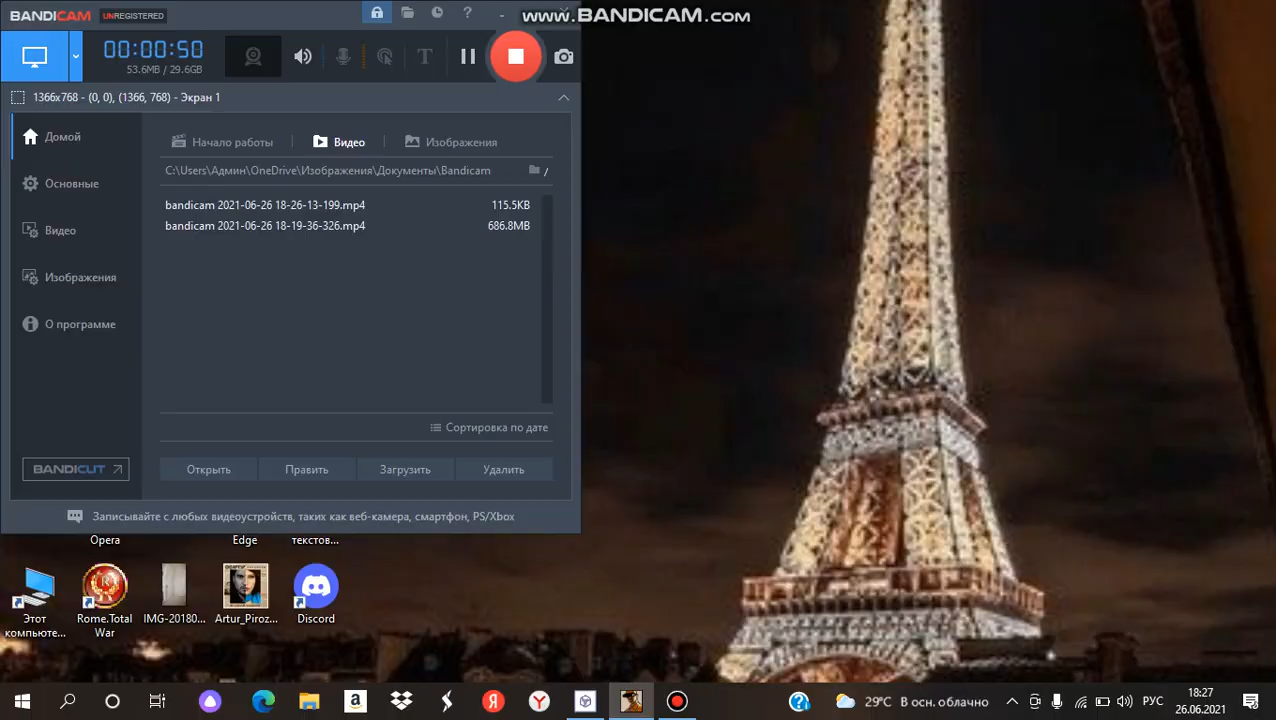 BANDICAM UNREGISTERED
www.BANDICAM.com
00:00:50
53.6MB / 29.6GB
1366x768 - (0, 0), (1366, 768) - Экран 1
Домой
Основные
Видео
Изображения
О программе
BANDICUT
Начало работы
Видео
Изображения
C:\Users\Админ\OneDrive\Изображения\Документы\Bandicam
bandicam 2021-06-26 18-26-13-199.mp4 115.5KB
bandicam 2021-06-26 18-19-36-326.mp4 686.8MB
Сортировка по дате
Открыть Править Загрузить Удалить
Записывайте с любых видеоустройств, таких как веб-камера, смартфон, PS/Xbox
Opera
Edge
текстов...
Этот
компьюте...
Rome.Total
War
IMG-20180...
Artur_Piroz...
Discord
29°C В осн. облачно
РУС
18:27
26.06.2021